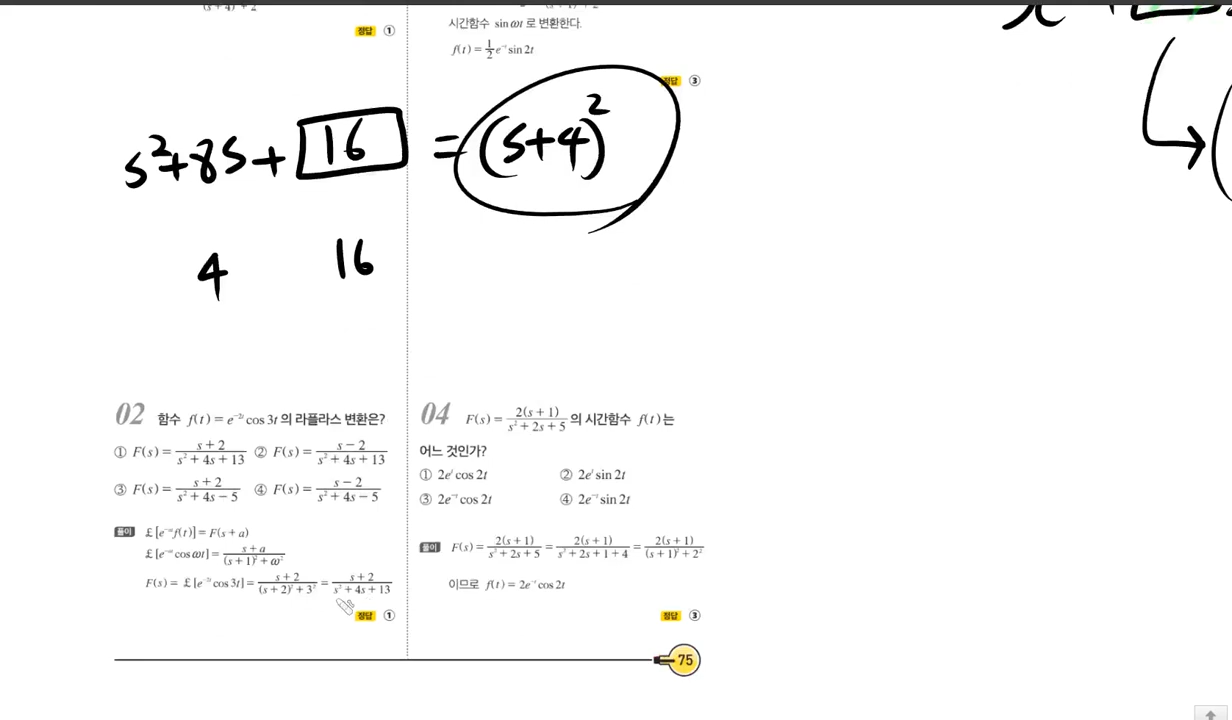 정답 ①
시간함수 sin ωt 로 변환한다.
f(t) = 1/2 e⁻ᵗ sin 2t
정답 ③
s²+8s+ 16 = (s+4)²
4 16
02 함수 f(t) = e⁻²ᵗ cos 3t 의 라플라스 변환은?
① F(s) = (s+2)/(s²+4s+13) ② F(s) = (s−2)/(s²+4s+13)
③ F(s) = (s+2)/(s²+4s−5) ④ F(s) = (s−2)/(s²+4s−5)
풀이 £[e⁻ᵃᵗf(t)] = F(s+a)
£[e⁻ᵃᵗ cos ωt] = (s+a)/((s+1)²+ω²)
F(s) = £[e⁻²ᵗ cos 3t] = (s+2)/((s+2)²+3²) = (s+2)/(s²+4s+13)
정답 ①
04 F(s) = 2(s+1)/(s²+2s+5) 의 시간함수 f(t)는
어느 것인가?
① 2eᵗ cos 2t ② 2eᵗ sin 2t
③ 2e⁻ᵗ cos 2t ④ 2e⁻ᵗ sin 2t
풀이 F(s) = 2(s+1)/(s²+2s+5) = 2(s+1)/(s²+2s+1+4) = 2(s+1)/((s+1)²+2²)
이므로 f(t) = 2e⁻ᵗ cos 2t
정답 ③
75